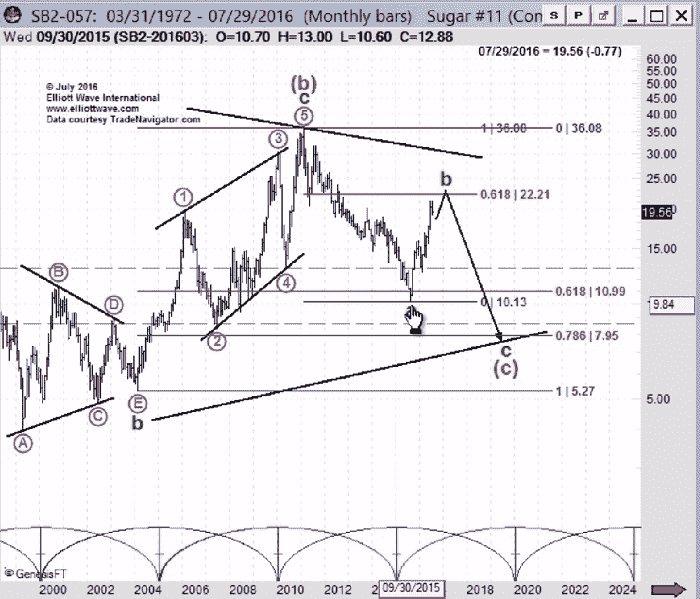 SB2-057: 03/31/1972 - 07/29/2016 (Monthly bars) Sugar #11 (Con
S P
Wed 09/30/2015 (SB2-201603): O=10.70 H=13.00 L=10.60 C=12.88
07/29/2016 = 19.56 (-0.77)
© July 2016
Elliott Wave International
www.elliottwave.com
Data courtesy TradeNavigator.com
60.00
55.00
50.00
45.00
40.00
35.00
30.00
25.00
19.56
15.00
9.84
5.00
(b)
c
5
1 | 36.08
0 | 36.08
3
1
b
0.618 | 22.21
B
D
4
0.618 | 10.99
0 | 10.13
2
0.786 | 7.95
c
(c)
1 | 5.27
A
C
E
b
© GenesisFT
2000 2002 2004 2006 2008 2010 2012 09/30/2015 2018 2020 2022 2024